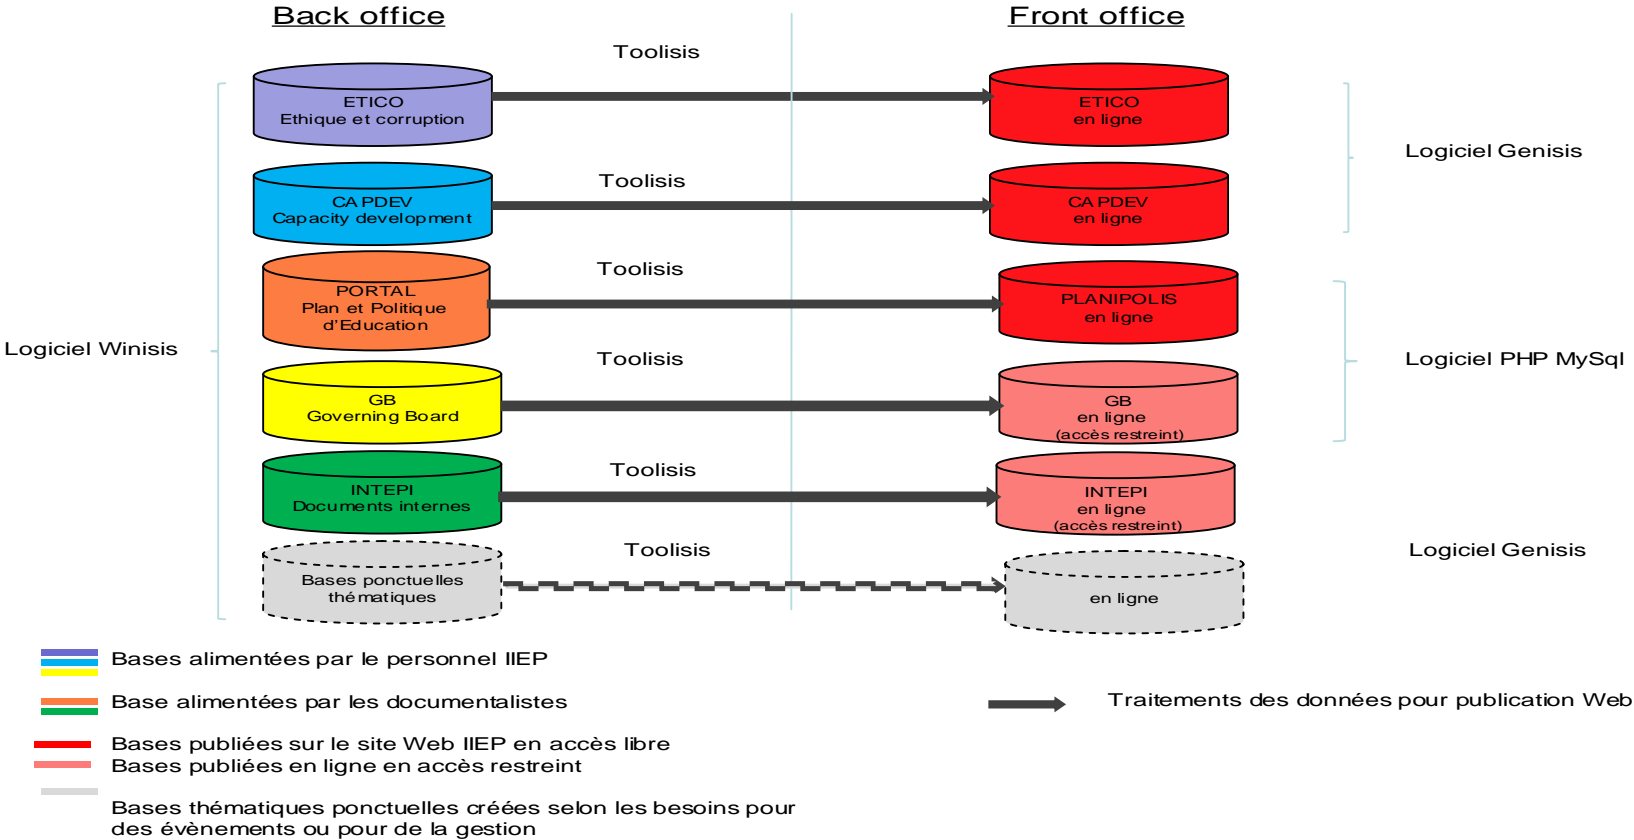 Back office
Front office
Toolisis
ETICO
Ethique et corruption
ETICO
en ligne
Logiciel Genisis
Toolisis
CAPDEV
Capacity development
CAPDEV
en ligne
Toolisis
PORTAL
Plan et Politique
d'Education
PLANIPOLIS
en ligne
Logiciel Winisis
Toolisis
Logiciel PHP MySql
GB
Governing Board
GB
en ligne
(accès restreint)
Toolisis
INTEPI
Documents internes
INTEPI
en ligne
(accès restreint)
Toolisis
Logiciel Genisis
Bases ponctuelles
thématiques
en ligne
Bases alimentées par le personnel IIEP
Base alimentées par les documentalistes
Traitements des données pour publication Web
Bases publiées sur le site Web IIEP en accès libre
Bases publiées en ligne en accès restreint
Bases thématiques ponctuelles créées selon les besoins pour
des évènements ou pour de la gestion